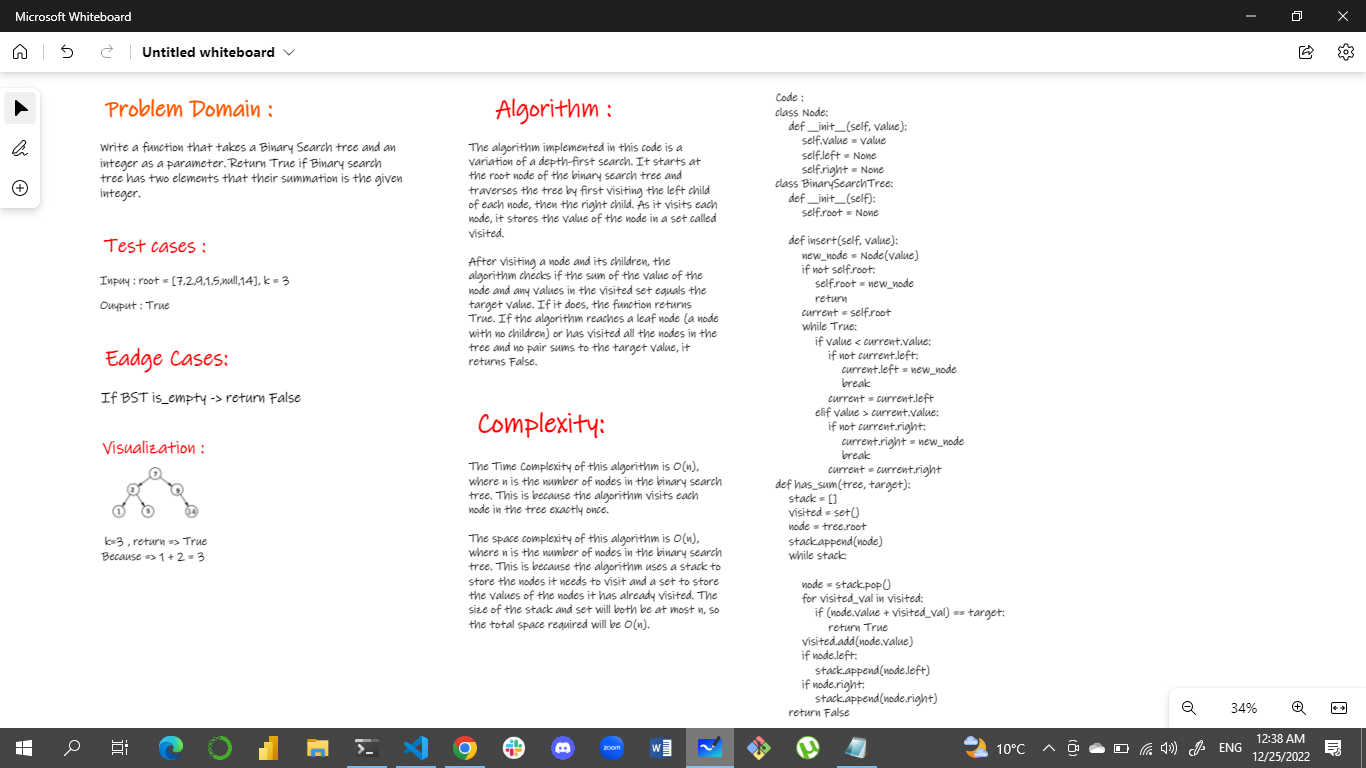 Microsoft Whiteboard
Untitled whiteboard
Problem Domain :
Write a function that takes a Binary Search tree and an
integer as a parameter. Return True if Binary search
tree has two elements that their summation is the given
integer.
Test cases :
Inpuy : root = [7,2,9,1,5,null,14], k = 3
Ouyput : True
Eadge Cases:
If BST is_empty -> return False
Visualization :
7
2
9
1
5
14
k=3 , return => True
Because => 1 + 2 = 3
Algorithm :
The algorithm implemented in this code is a
variation of a depth-first search. It starts at
the root node of the binary search tree and
traverses the tree by first visiting the left child
of each node, then the right child. As it visits each
node, it stores the value of the node in a set called
visited.
After visiting a node and its children, the
algorithm checks if the sum of the value of the
node and any values in the visited set equals the
target value. If it does, the function returns
True. If the algorithm reaches a leaf node (a node
with no children) or has visited all the nodes in the
tree and no pair sums to the target value, it
returns False.
Complexity:
The Time Complexity of this algorithm is O(n),
where n is the number of nodes in the binary search
tree. This is because the algorithm visits each
node in the tree exactly once.
The space complexity of this algorithm is O(n),
where n is the number of nodes in the binary search
tree. This is because the algorithm uses a stack to
store the nodes it needs to visit and a set to store
the values of the nodes it has already visited. The
size of the stack and set will both be at most n, so
the total space required will be O(n).
Code :
class Node:
def __init__(self, value):
self.value = value
self.left = None
self.right = None
class BinarySearchTree:
def __init__(self):
self.root = None
def insert(self, value):
new_node = Node(value)
if not self.root:
self.root = new_node
return
current = self.root
while True:
if value < current.value:
if not current.left:
current.left = new_node
break
current = current.left
elif value > current.value:
if not current.right:
current.right = new_node
break
current = current.right
def has_sum(tree, target):
stack = []
visited = set()
node = tree.root
stack.append(node)
while stack:
node = stack.pop()
for visited_val in visited:
if (node.value + visited_val) == target:
return True
visited.add(node.value)
if node.left:
stack.append(node.left)
if node.right:
stack.append(node.right)
return False
34%
zoom
10°C
ENG
12:38 AM
12/25/2022